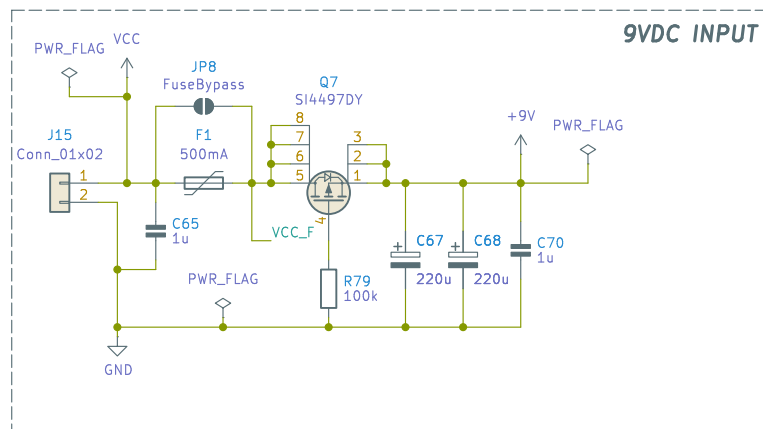 9VDC INPUT
PWR_FLAG
VCC
JP8
FuseBypass
Q7
SI4497DY
+9V
PWR_FLAG
J15
Conn_01x02
F1
500mA
8
7
6
5
3
2
1
4
1
2
C65
1u
VCC_F
C67
220u
C68
220u
C70
1u
PWR_FLAG
R79
100k
GND